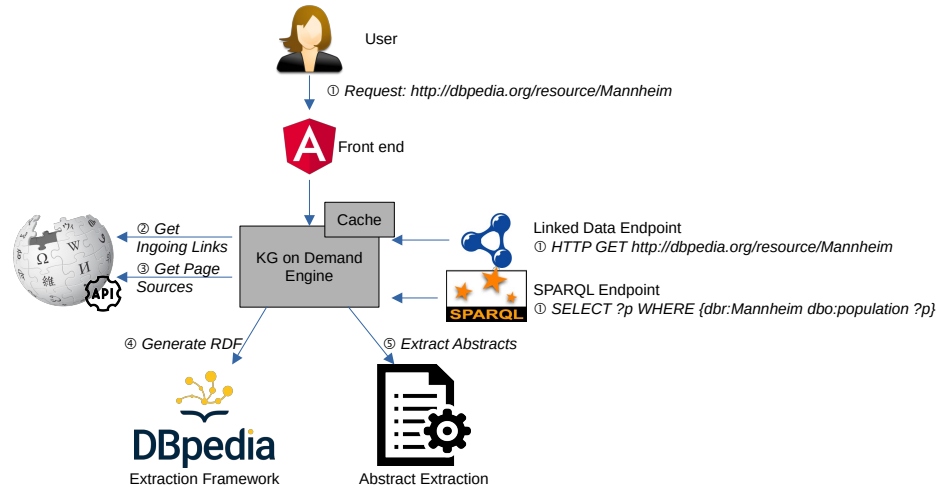 User
① Request: http://dbpedia.org/resource/Mannheim
A
Front end
Cache
KG on Demand
Engine
② Get
Ingoing Links
③ Get Page
Sources
Ω
W
И
維
API
Linked Data Endpoint
① HTTP GET http://dbpedia.org/resource/Mannheim
SPARQL Endpoint
① SELECT ?p WHERE {dbr:Mannheim dbo:population ?p}
SPARQL
④ Generate RDF
⑤ Extract Abstracts
DBpedia
Extraction Framework
Abstract Extraction